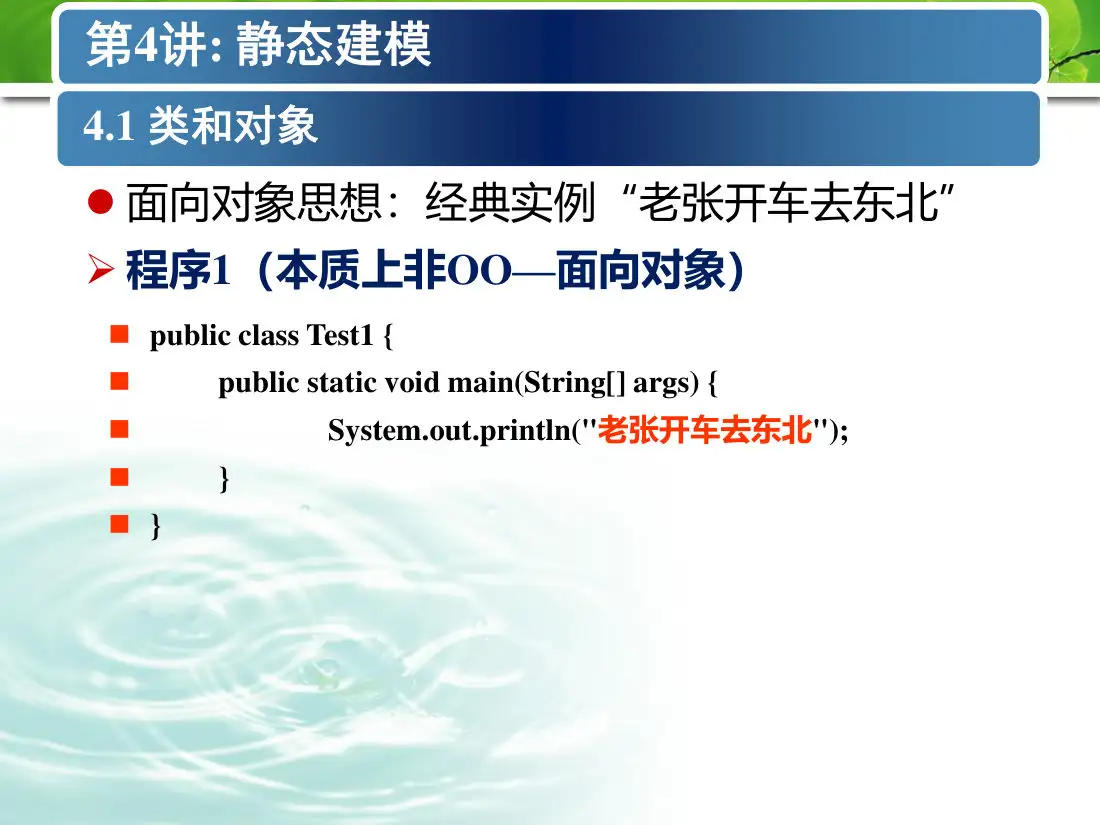 第4讲: 静态建模
4.1 类和对象
面向对象思想：经典实例“老张开车去东北”
程序1（本质上非OO—面向对象）
public class Test1 {
public static void main(String[] args) {
System.out.println("老张开车去东北");
}
}